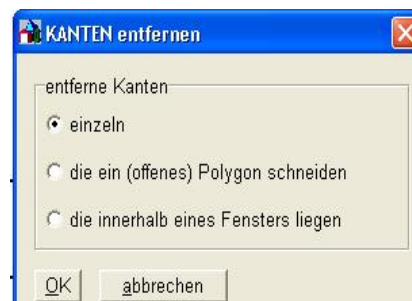 KANTEN entfernen
entferne Kanten
einzeln
die ein (offenes) Polygon schneiden
die innerhalb eines Fensters liegen
OK abbrechen